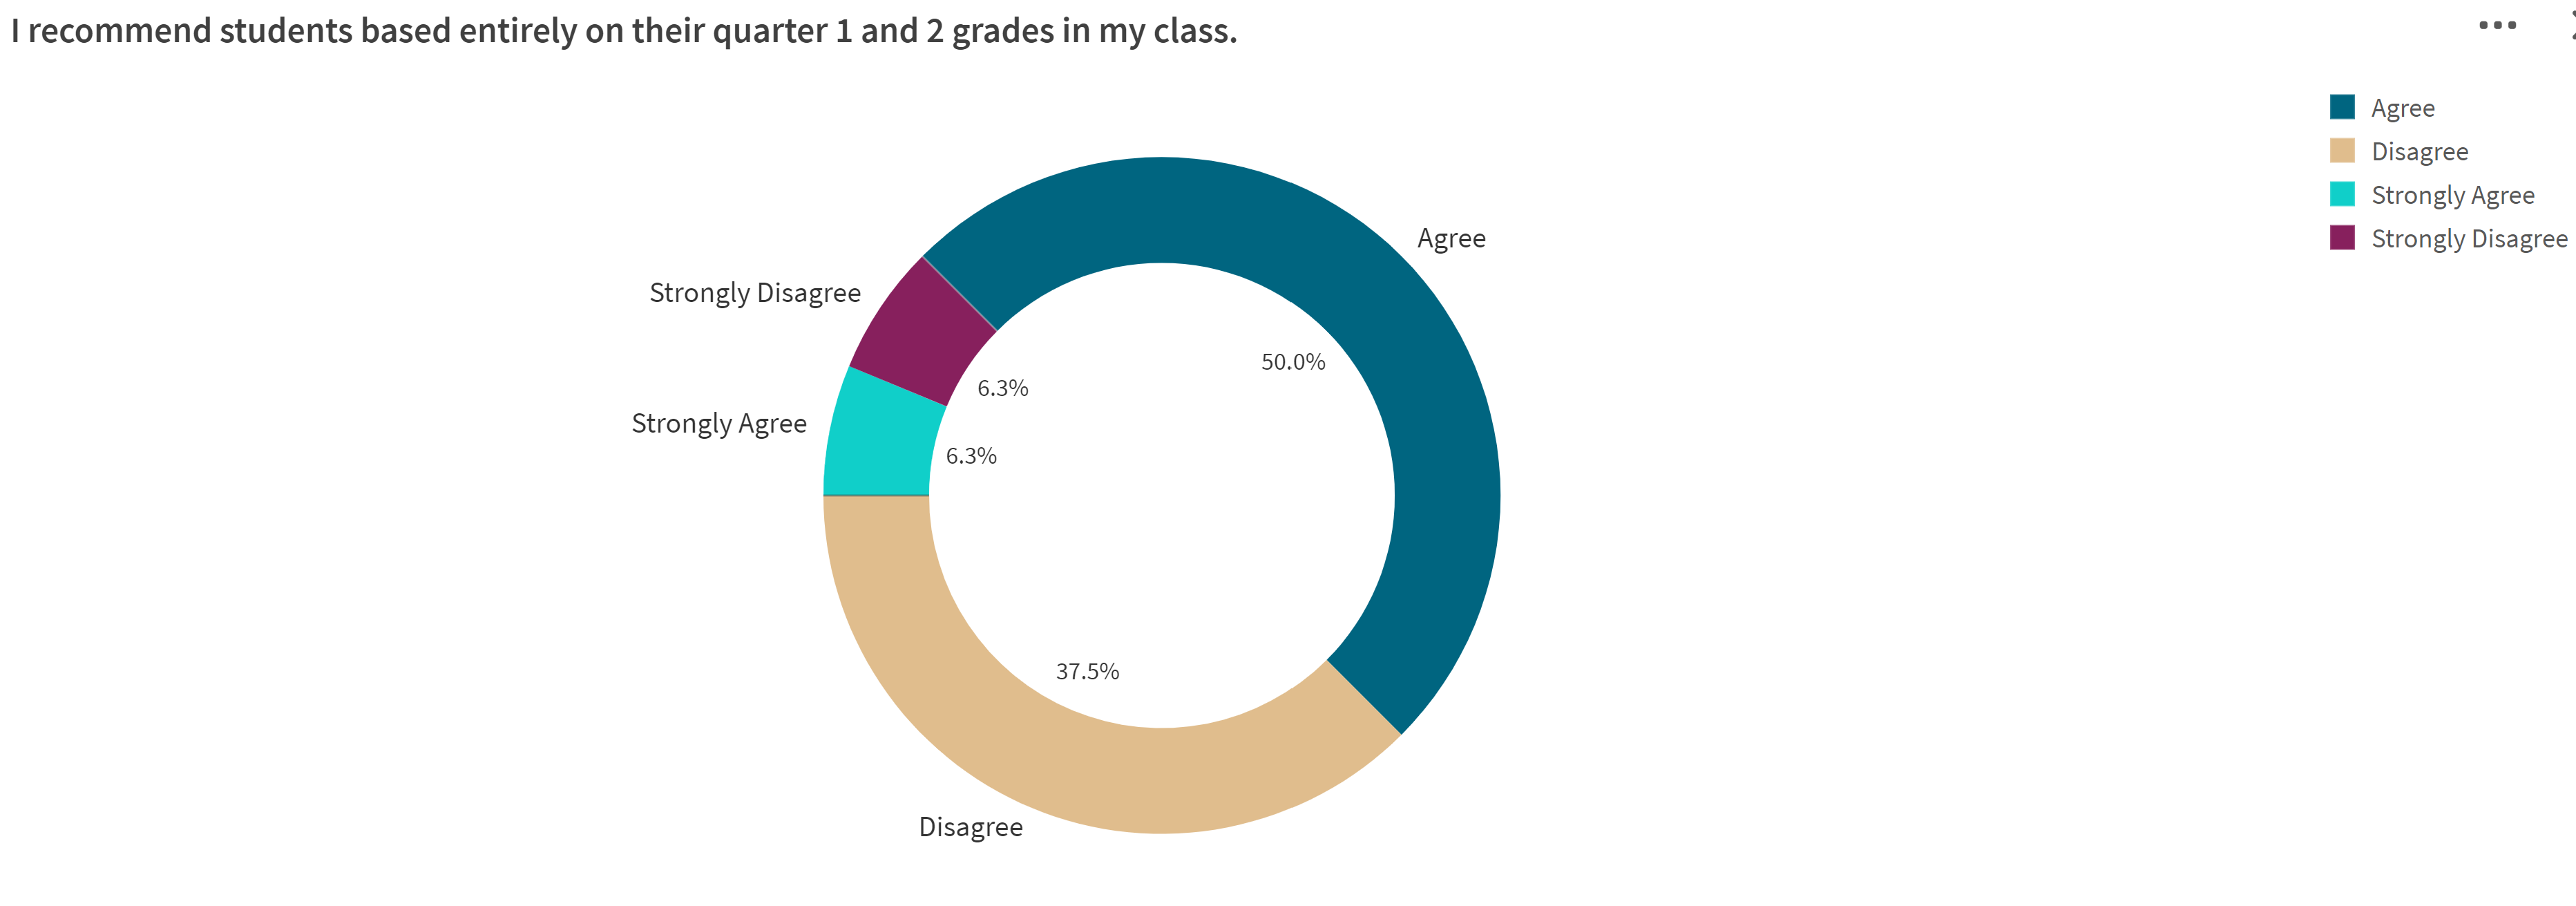 I recommend students based entirely on their quarter 1 and 2 grades in my class.
Agree
Disagree
Strongly Agree
Strongly Disagree
Agree
Strongly Disagree
50.0%
6.3%
Strongly Agree
6.3%
37.5%
Disagree